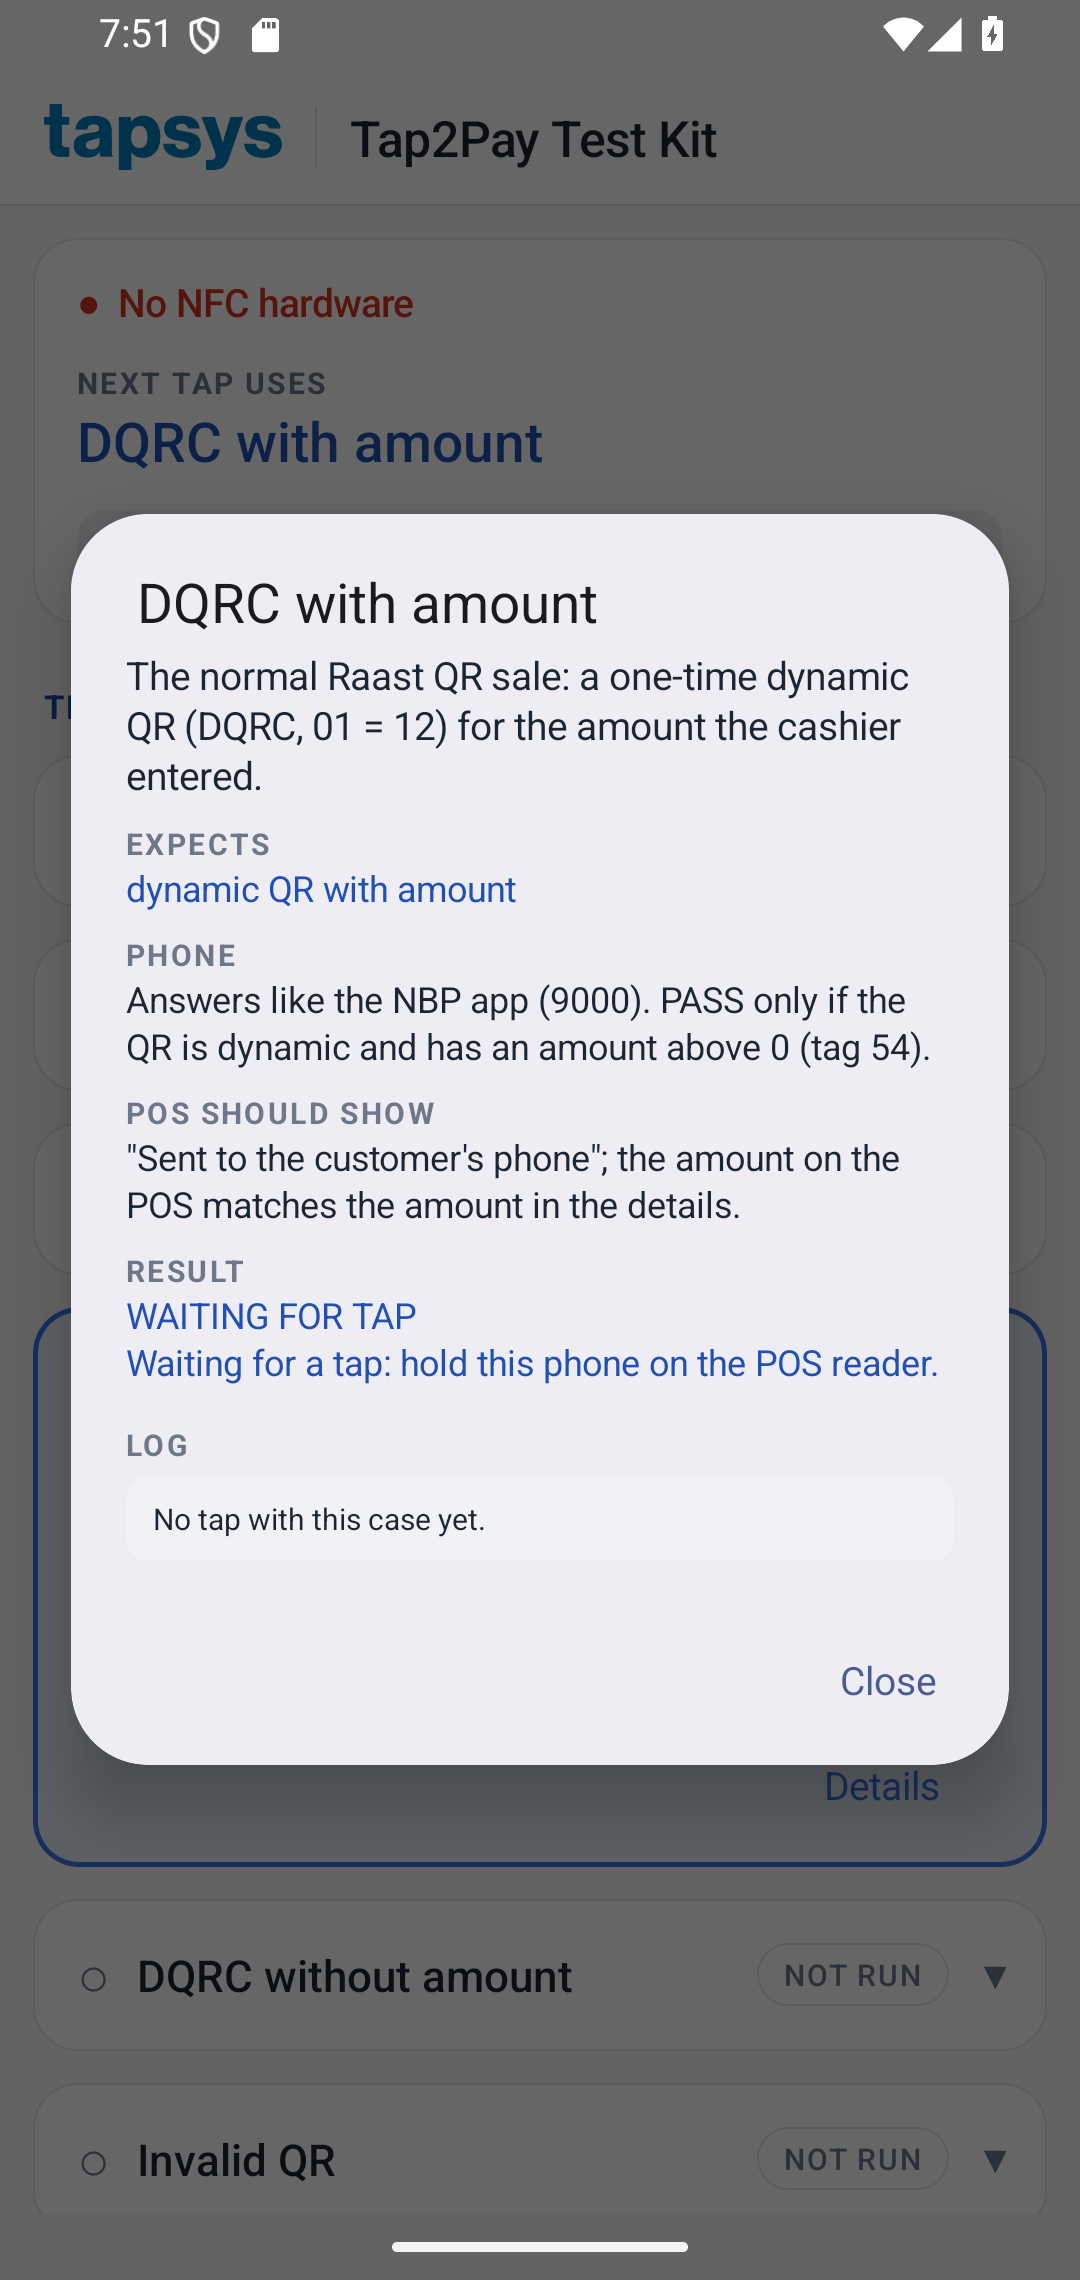 7:51
tapsys
Tap2Pay Test Kit
No NFC hardware
NEXT TAP USES
DQRC with amount
DQRC with amount
The normal Raast QR sale: a one-time dynamic
QR (DQRC, 01 = 12) for the amount the cashier
entered.
EXPECTS
dynamic QR with amount
PHONE
Answers like the NBP app (9000). PASS only if the
QR is dynamic and has an amount above 0 (tag 54).
POS SHOULD SHOW
"Sent to the customer's phone"; the amount on the
POS matches the amount in the details.
RESULT
WAITING FOR TAP
Waiting for a tap: hold this phone on the POS reader.
LOG
No tap with this case yet.
Close
Details
DQRC without amount
NOT RUN
Invalid QR
NOT RUN